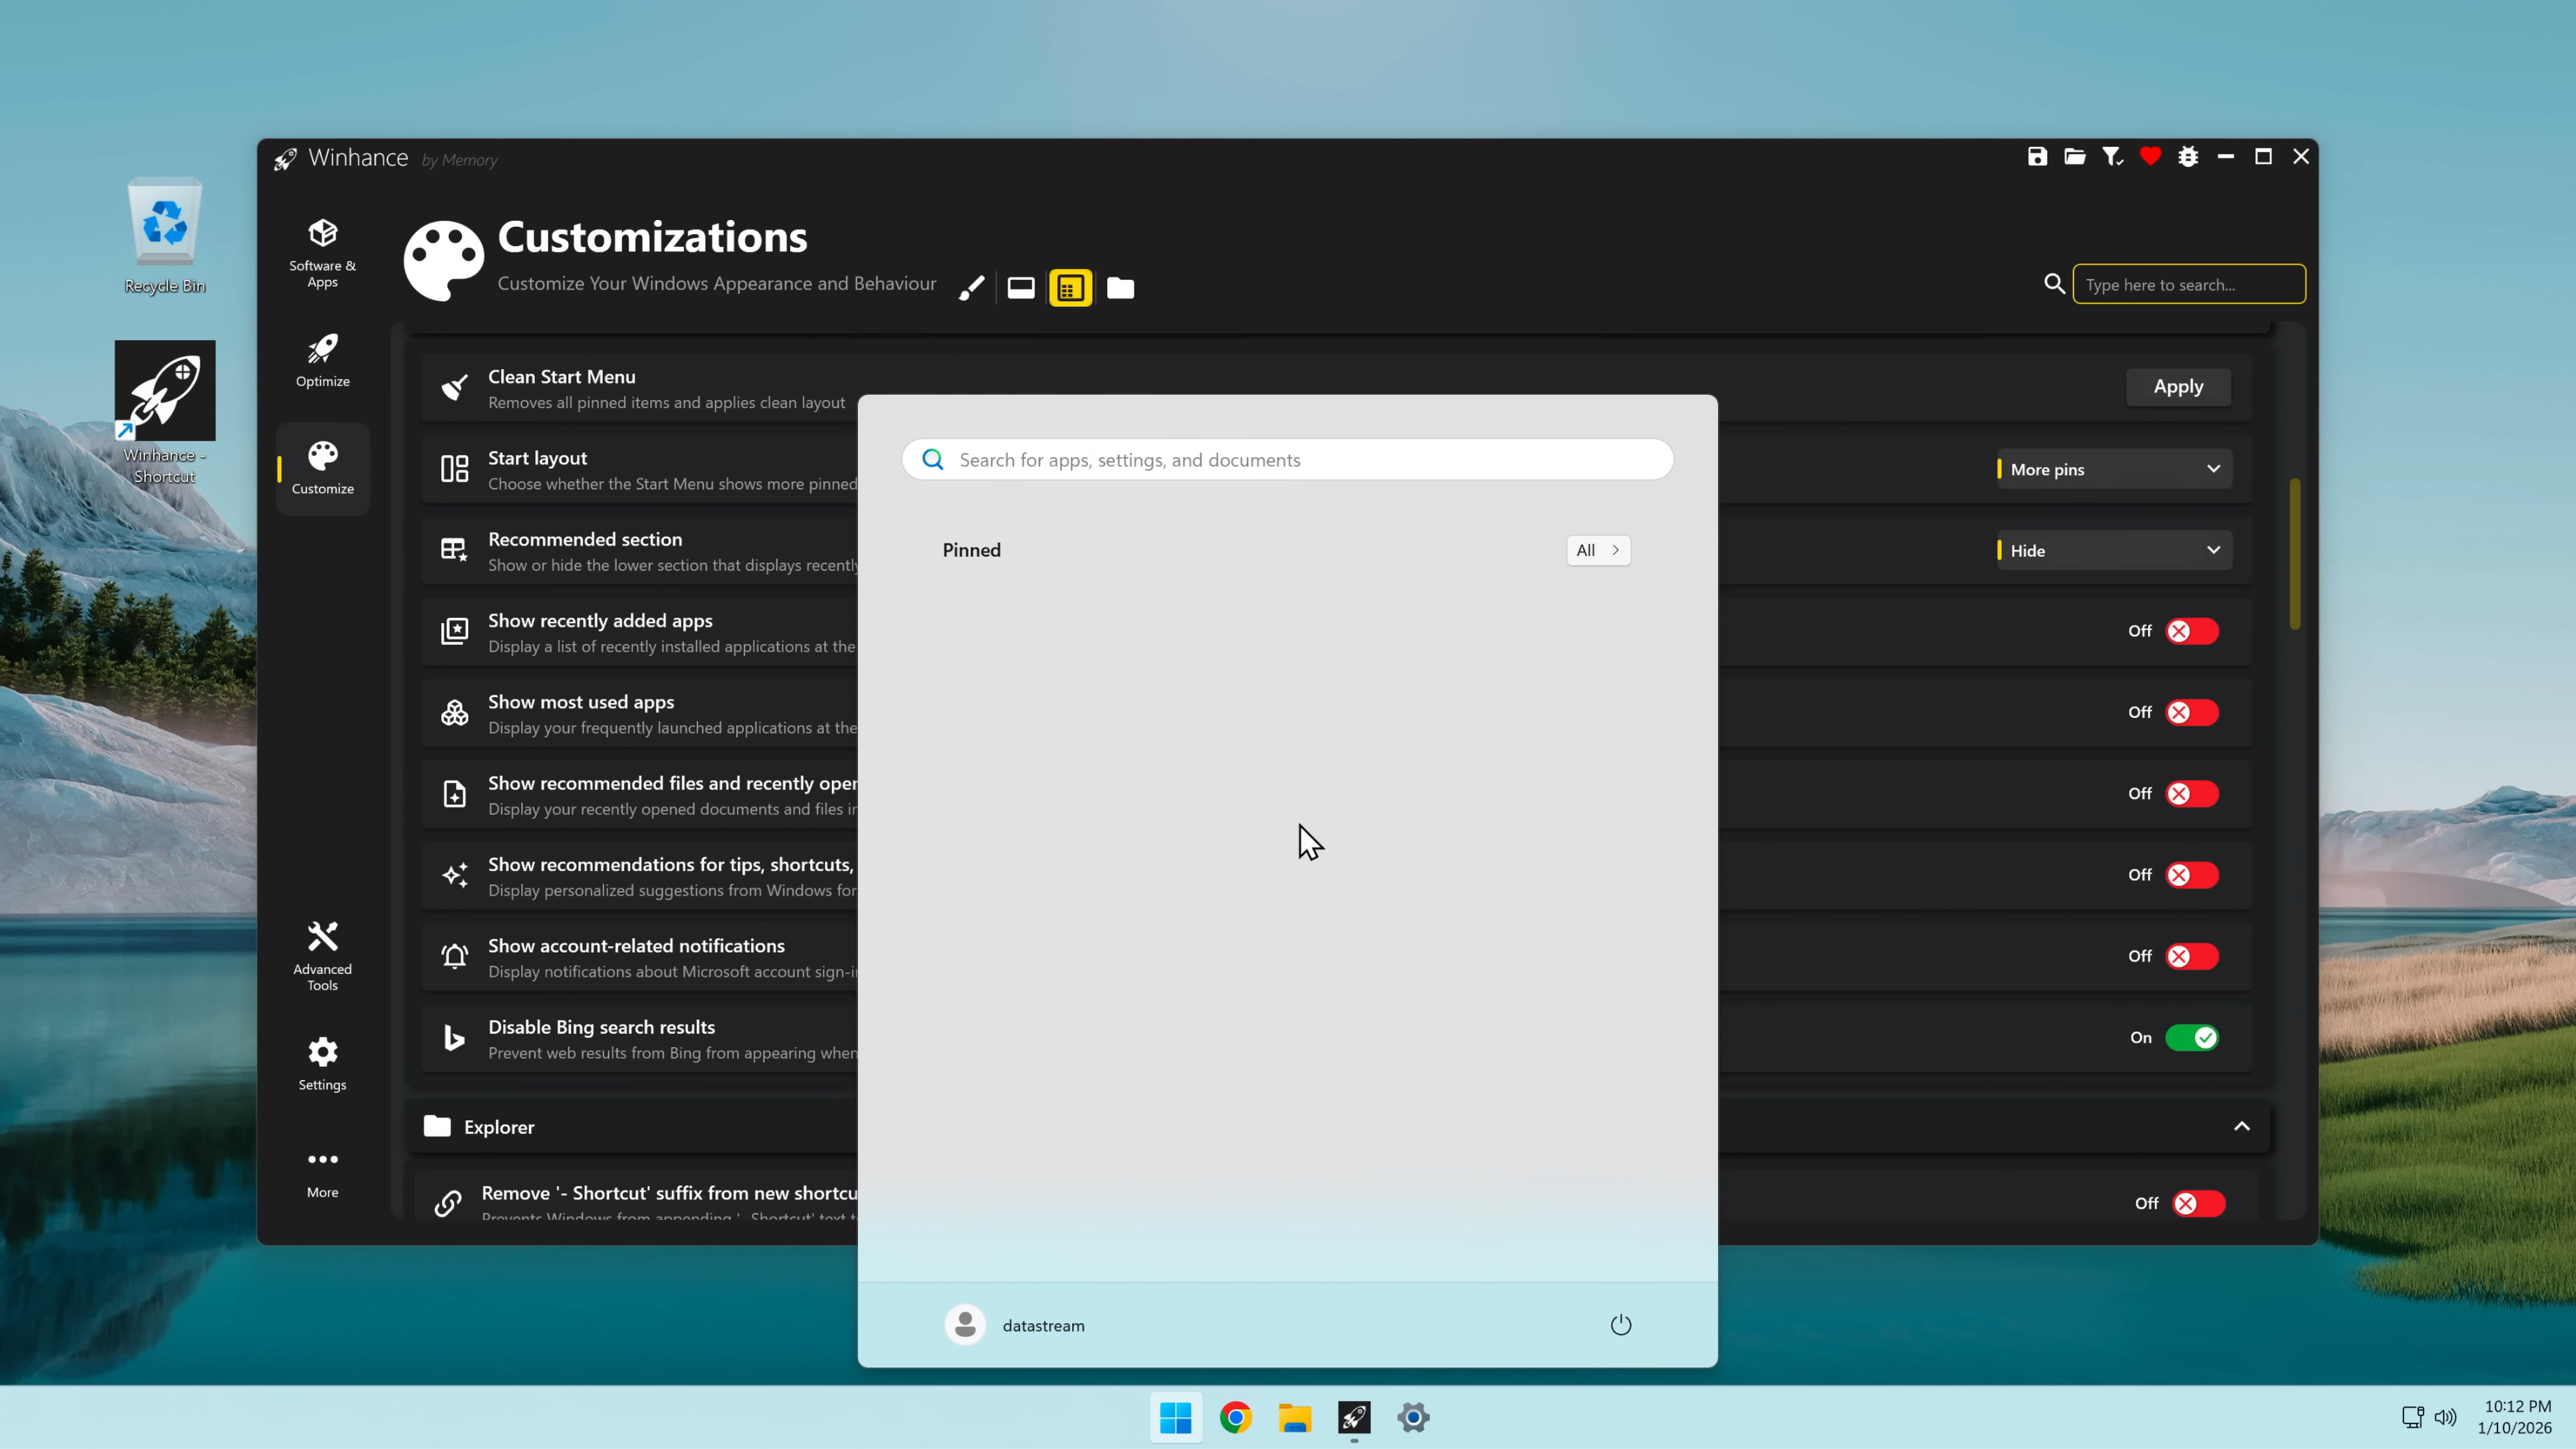 Winhance by Memory
Recycle Bin
Winhance -
Shortcut
Software &
Apps
Optimize
Customize
Advanced
Tools
Settings
More
Customizations
Customize Your Windows Appearance and Behaviour
Type here to search...
Clean Start Menu
Removes all pinned items and applies clean layout
Apply
Start layout
Choose whether the Start Menu shows more pinned
More pins
Recommended section
Show or hide the lower section that displays recently
Hide
Show recently added apps
Display a list of recently installed applications at the
Off
Show most used apps
Display your frequently launched applications at the
Off
Show recommended files and recently oper
Display your recently opened documents and files in
Off
Show recommendations for tips, shortcuts,
Display personalized suggestions from Windows for
Off
Show account-related notifications
Display notifications about Microsoft account sign-i
Off
Disable Bing search results
Prevent web results from Bing from appearing when
On
Explorer
Remove '- Shortcut' suffix from new shortcu
Prevents Windows from appending '- Shortcut' text t
Off
Search for apps, settings, and documents
Pinned
All
datastream
10:12 PM
1/10/2026